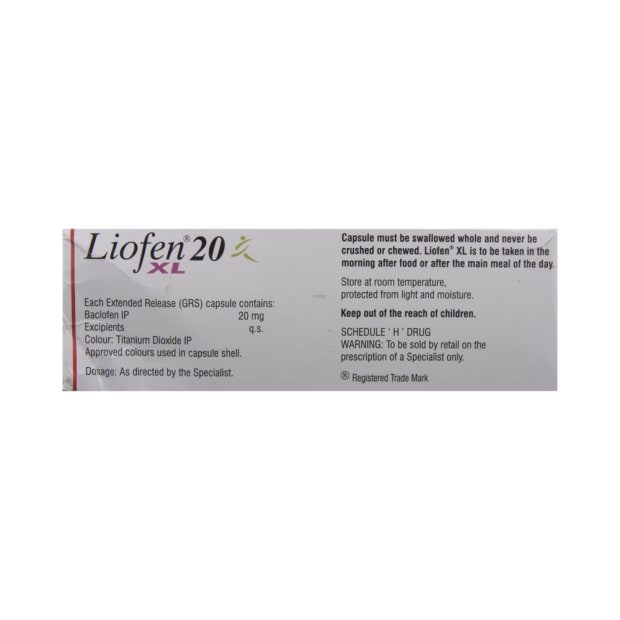 Liofen® 20
XL
Each Extended Release (GRS) capsule contains:
Baclofen IP 20 mg
Excipients q.s.
Colour: Titanium Dioxide IP
Approved colours used in capsule shell.
Dosage: As directed by the Specialist.
Capsule must be swallowed whole and never be
crushed or chewed. Liofen® XL is to be taken in the
morning after food or after the main meal of the day.
Store at room temperature,
protected from light and moisture.
Keep out of the reach of children.
SCHEDULE ' H ' DRUG
WARNING: To be sold by retail on the
prescription of a Specialist only.
® Registered Trade Mark